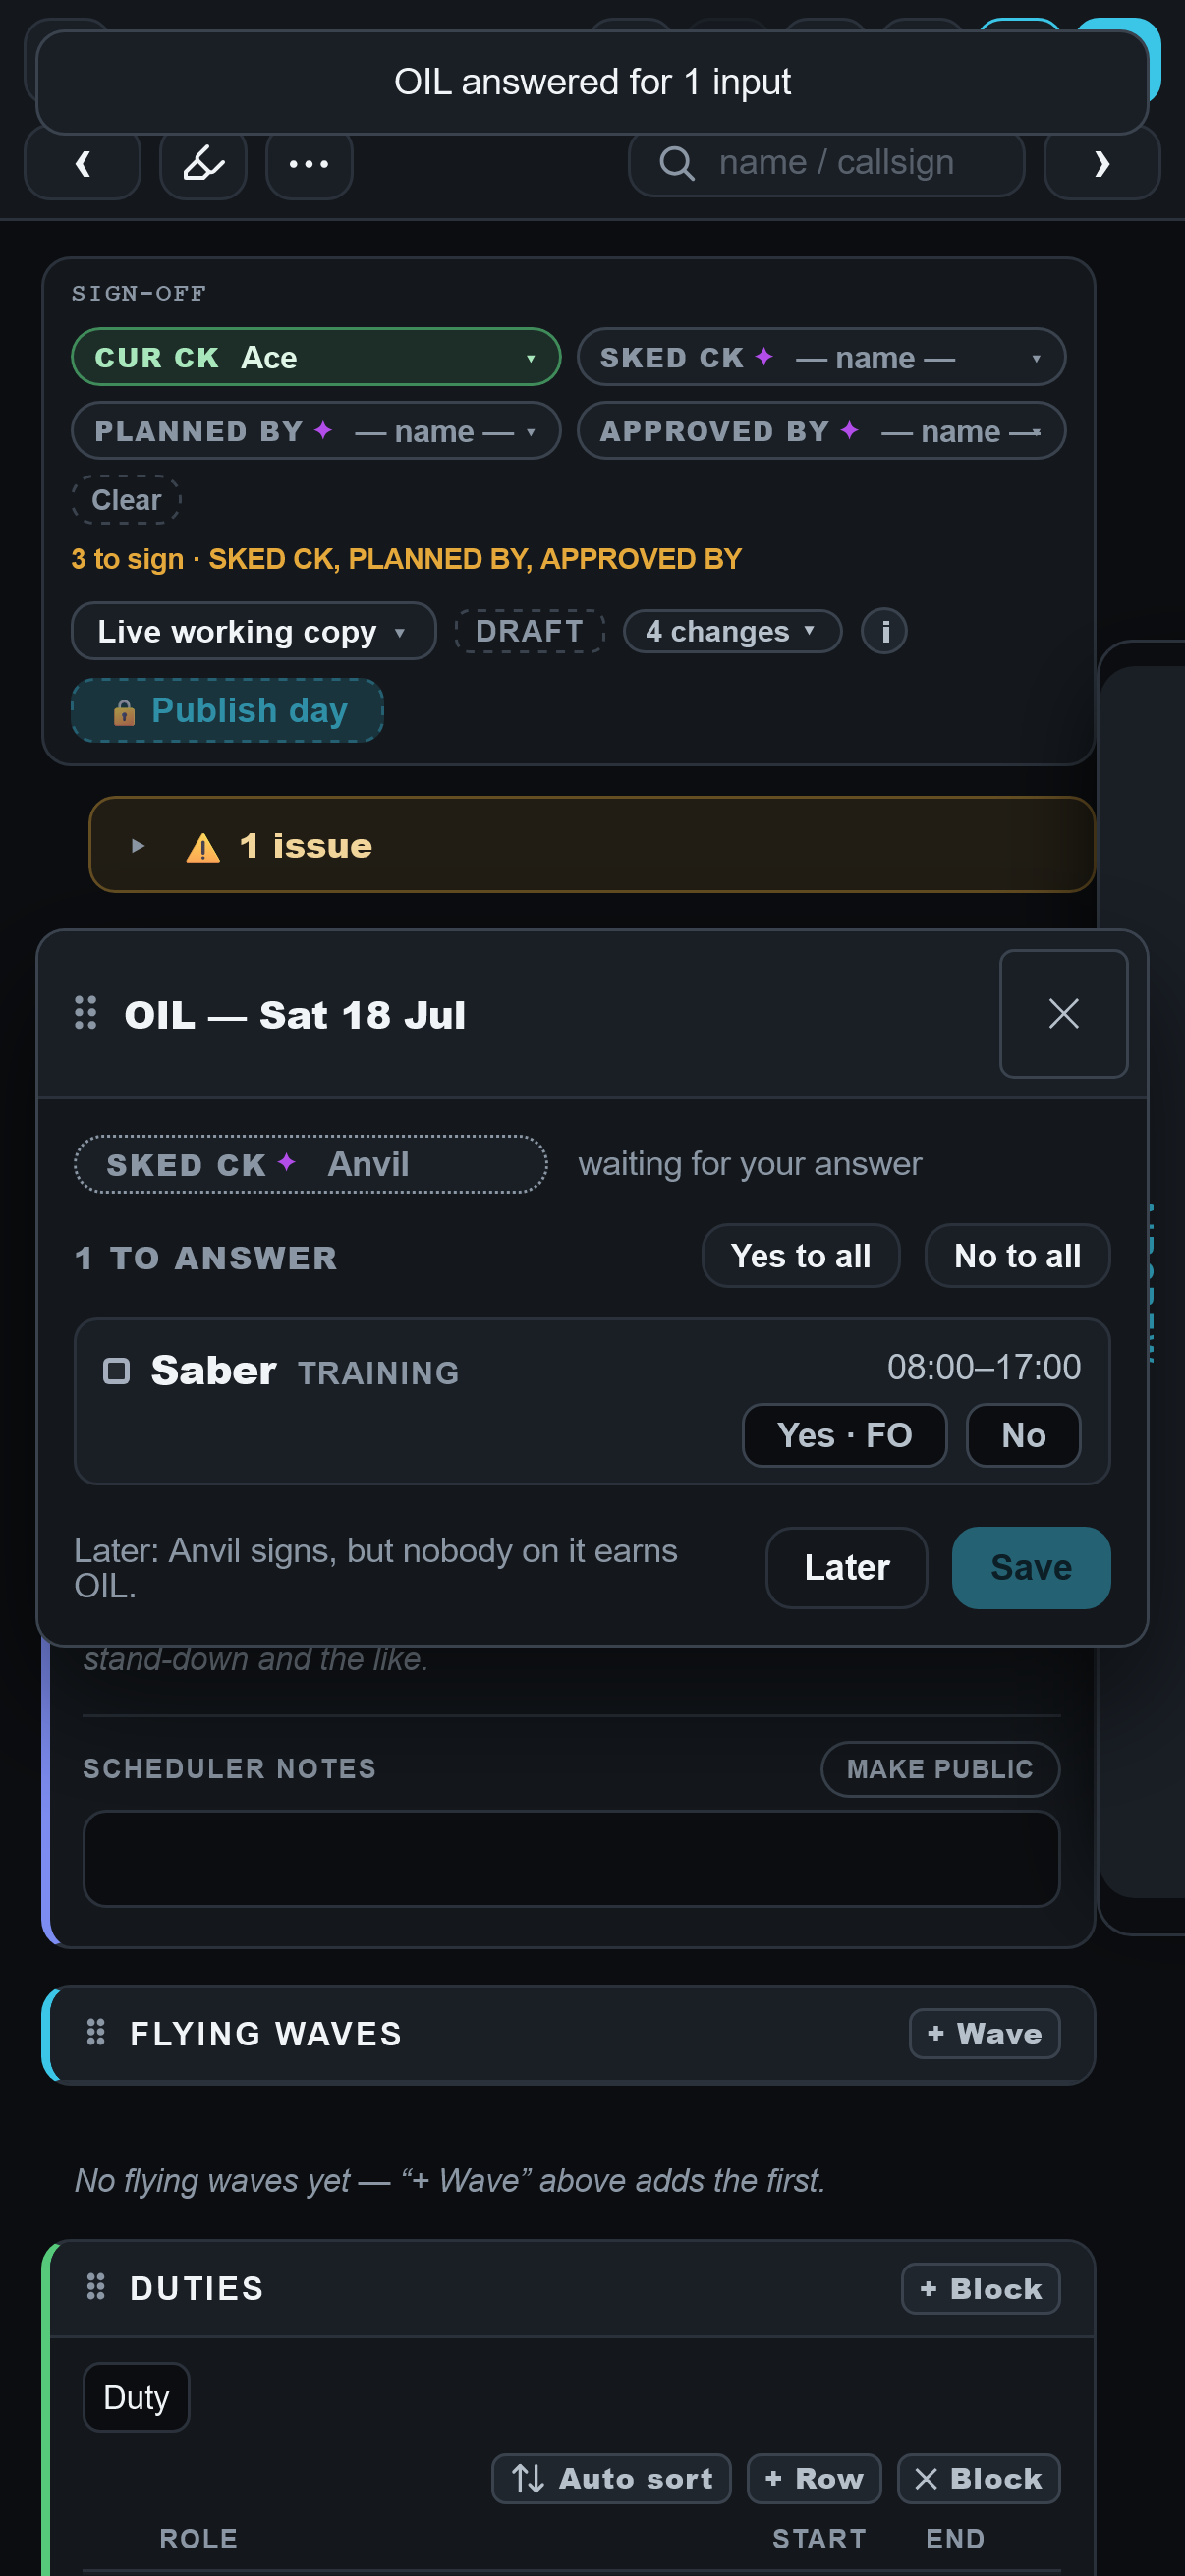 OIL answered for 1 input
name / callsign
SIGN-OFF
CUR CK Ace
SKED CK — name —
PLANNED BY — name —
APPROVED BY — name —
Clear
3 to sign · SKED CK, PLANNED BY, APPROVED BY
Live working copy
DRAFT
4 changes
i
Publish day
1 issue
OIL — Sat 18 Jul
SKED CK Anvil
waiting for your answer
1 TO ANSWER
Yes to all
No to all
Saber TRAINING
08:00–17:00
Yes · FO
No
Later: Anvil signs, but nobody on it earns
OIL.
Later
Save
stand-down and the like.
SCHEDULER NOTES
MAKE PUBLIC
FLYING WAVES
+ Wave
No flying waves yet — “+ Wave” above adds the first.
DUTIES
+ Block
Duty
Auto sort
+ Row
Block
ROLE
START
END